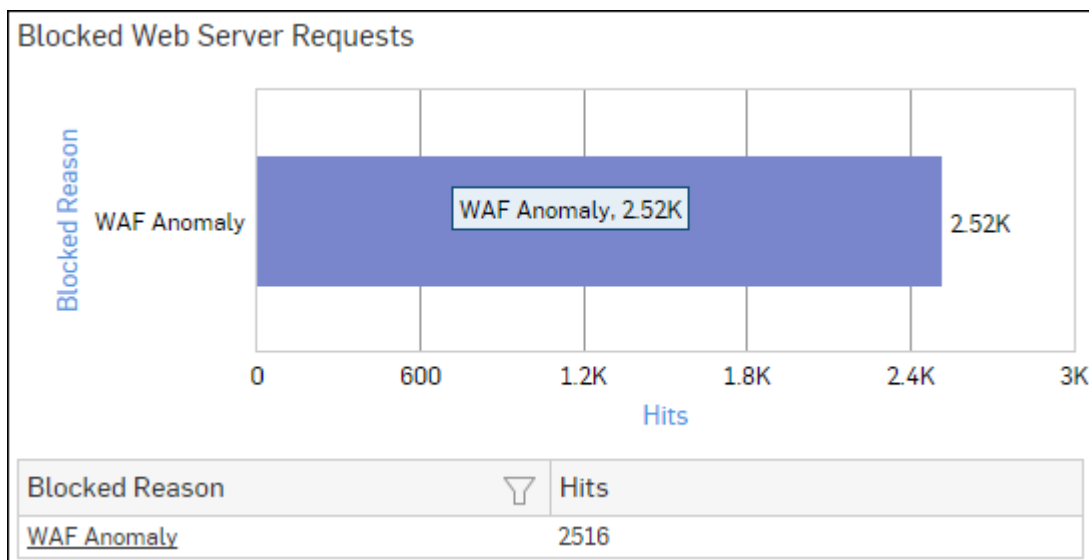 Blocked Web Server Requests
Blocked Reason
WAF Anomaly
WAF Anomaly, 2.52K
2.52K
0 600 1.2K 1.8K 2.4K 3K
Hits
Blocked Reason Hits
WAF Anomaly 2516